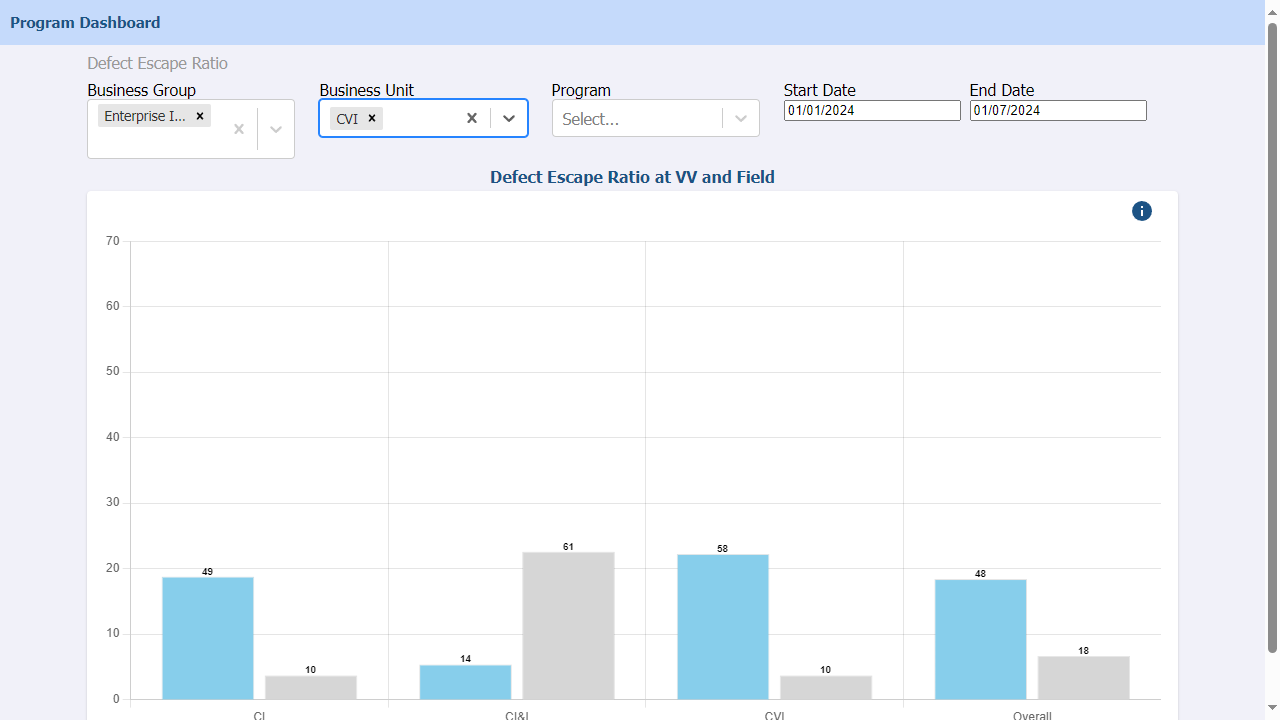 Program Dashboard
Defect Escape Ratio
Business Group
Business Unit
Program
Start Date
End Date
Enterprise I...
CVI
Select...
01/01/2024
01/07/2024
Defect Escape Ratio at VV and Field
70
60
50
40
30
20
10
0
49
10
14
61
58
10
48
18
CI
CI&I
CVI
Overall